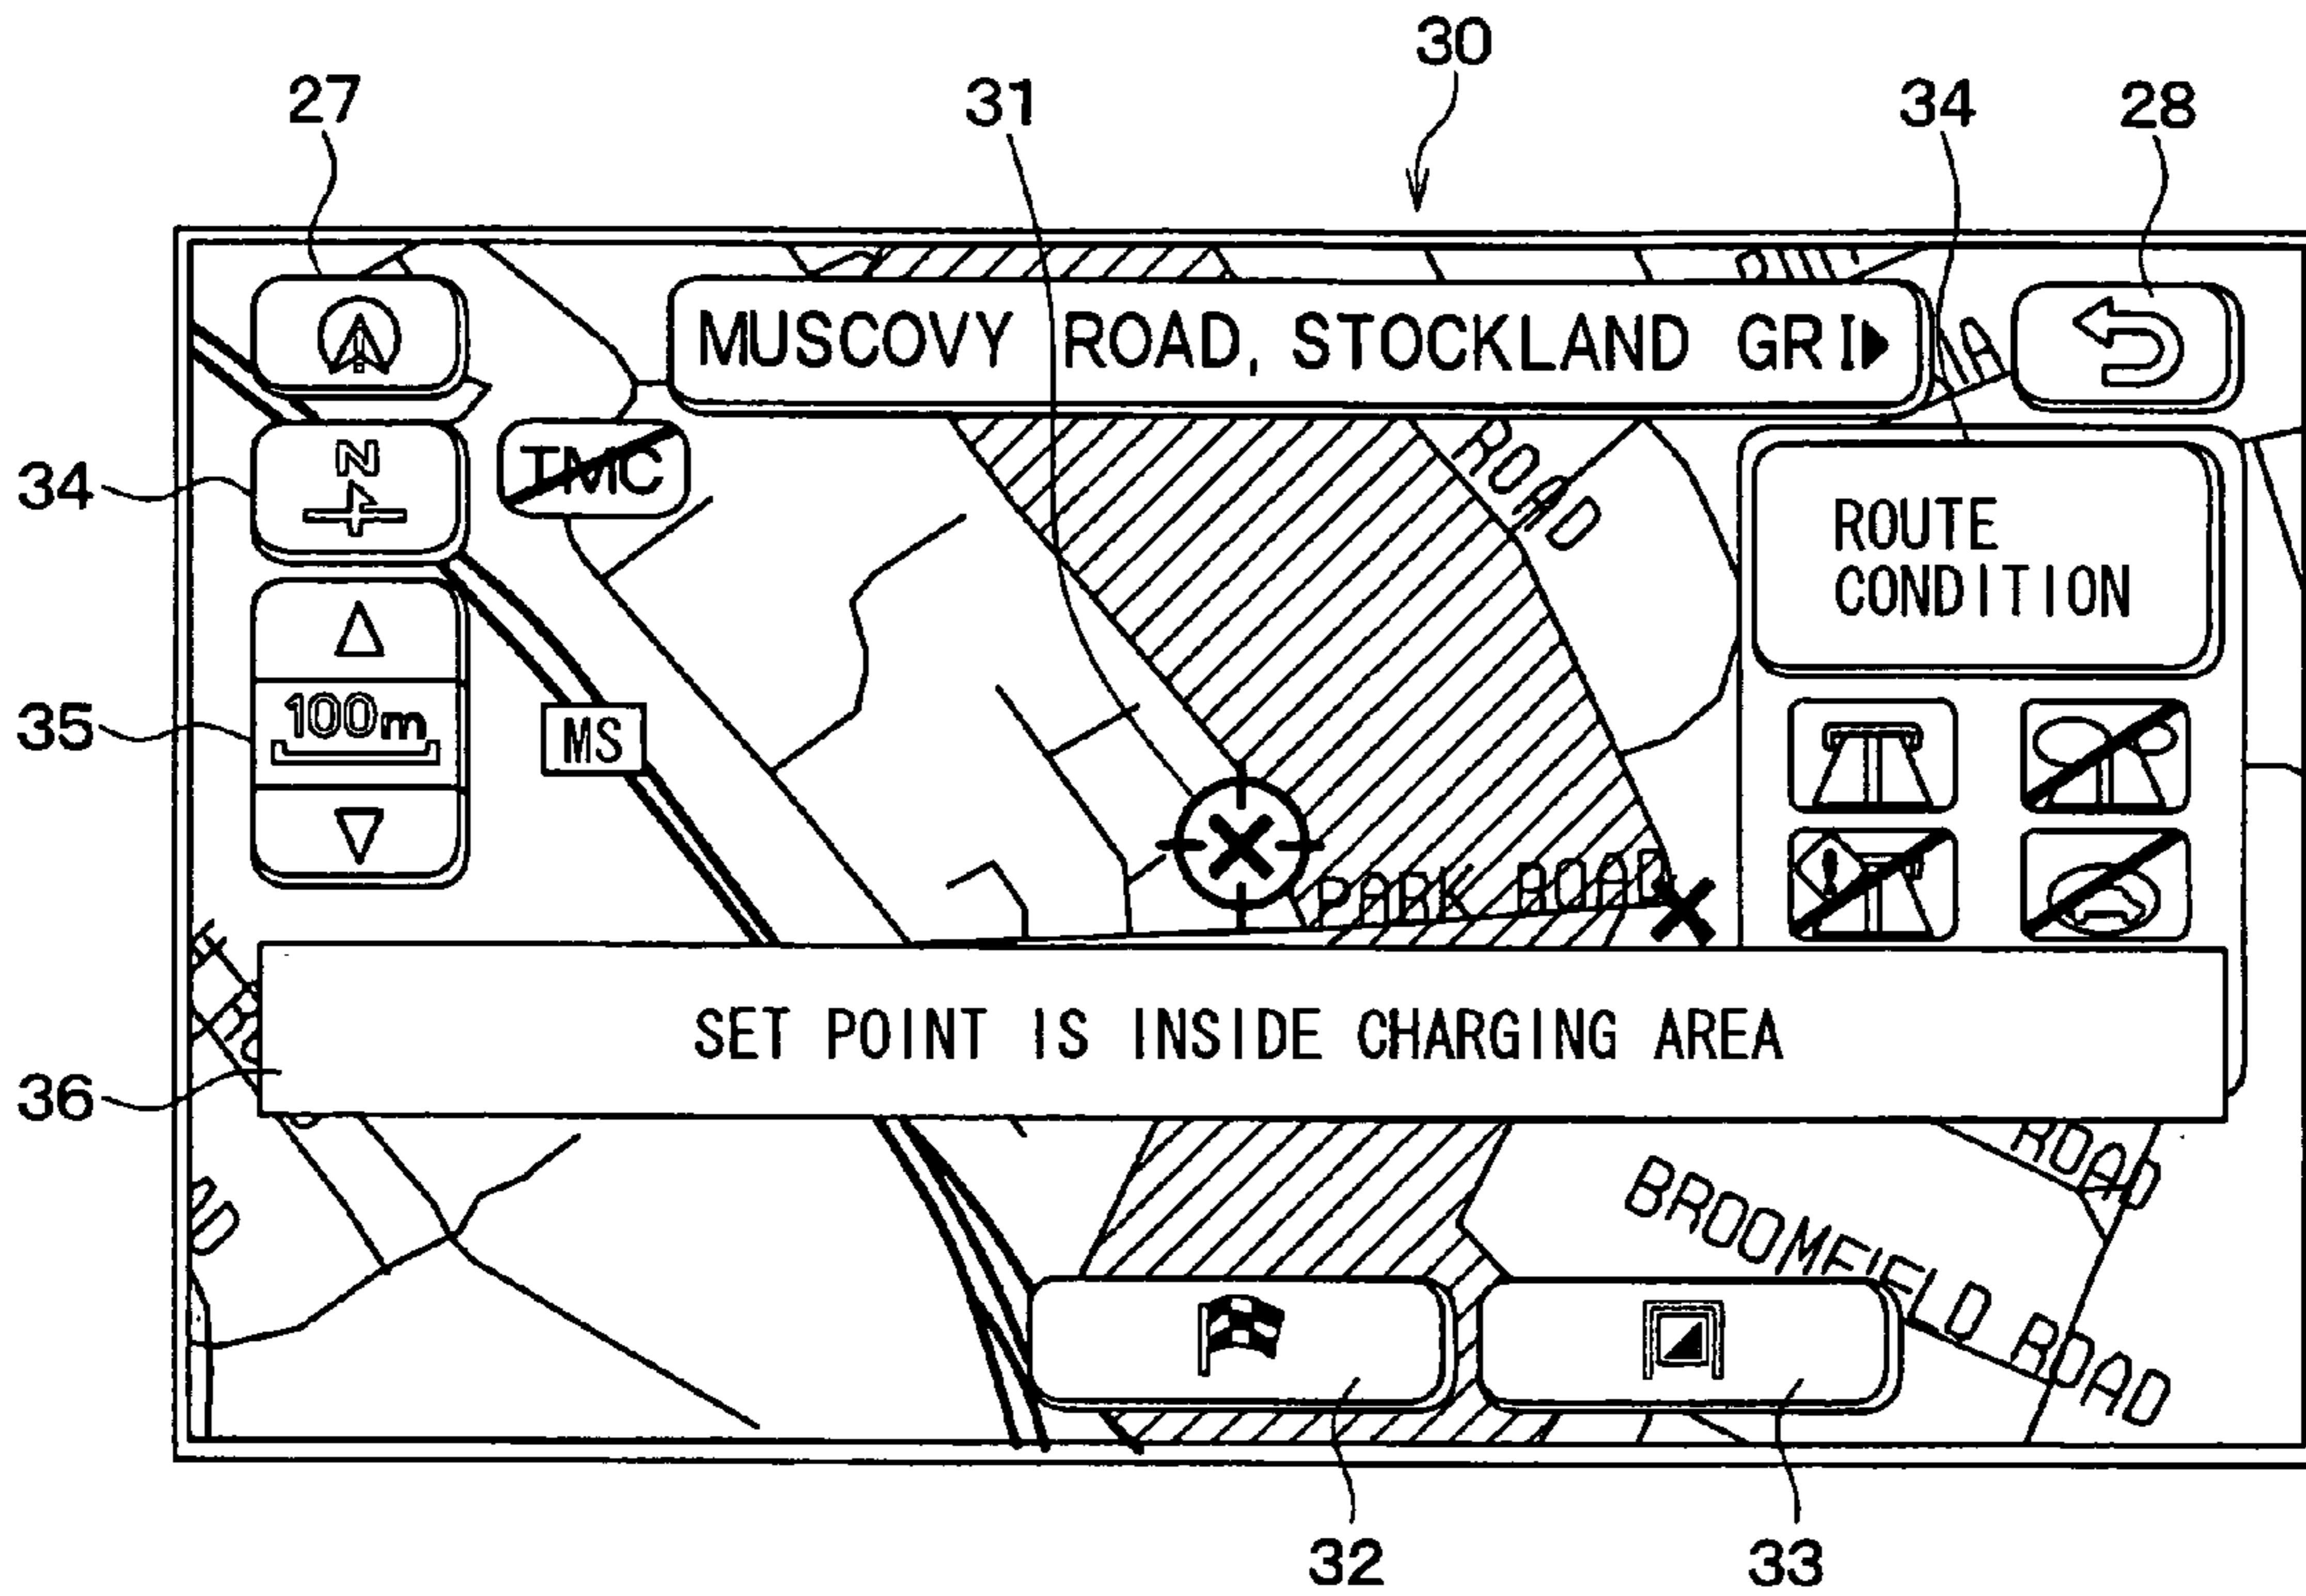 30
27
31
34
28
MUSCOVY ROAD, STOCKLAND GRI
N
34
TMC
ROAD
ROUTE
CONDITION
35
100m
MS
PARK ROAD
SET POINT IS INSIDE CHARGING AREA
36
ROAD
BROOMFIELD ROAD
32
33